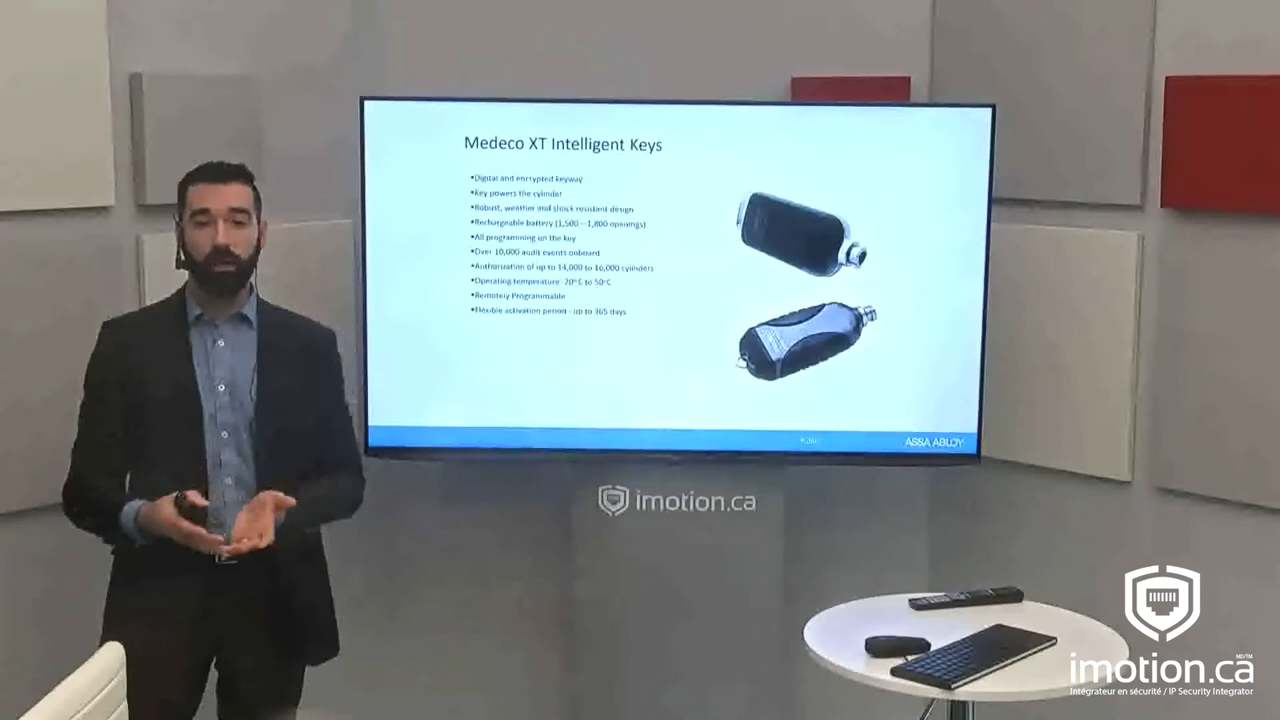 Medeco XT Intelligent Keys
•Digital and encrypted keyway
•Key powers the cylinder
•Robust, weather and shock resistant design
•Rechargeable battery (1,500 – 1,800 openings)
•All programming on the key
•Over 10,000 audit events onboard
•Authorization of up to 14,000 to 16,000 cylinders
•Operating temperature -20°C to 50°C
•Remotely Programmable
•Flexible activation period - up to 365 days
ASSA ABLOY
imotion.ca
imotion.ca MD/TM
Intégrateur en sécurité / IP Security Integrator